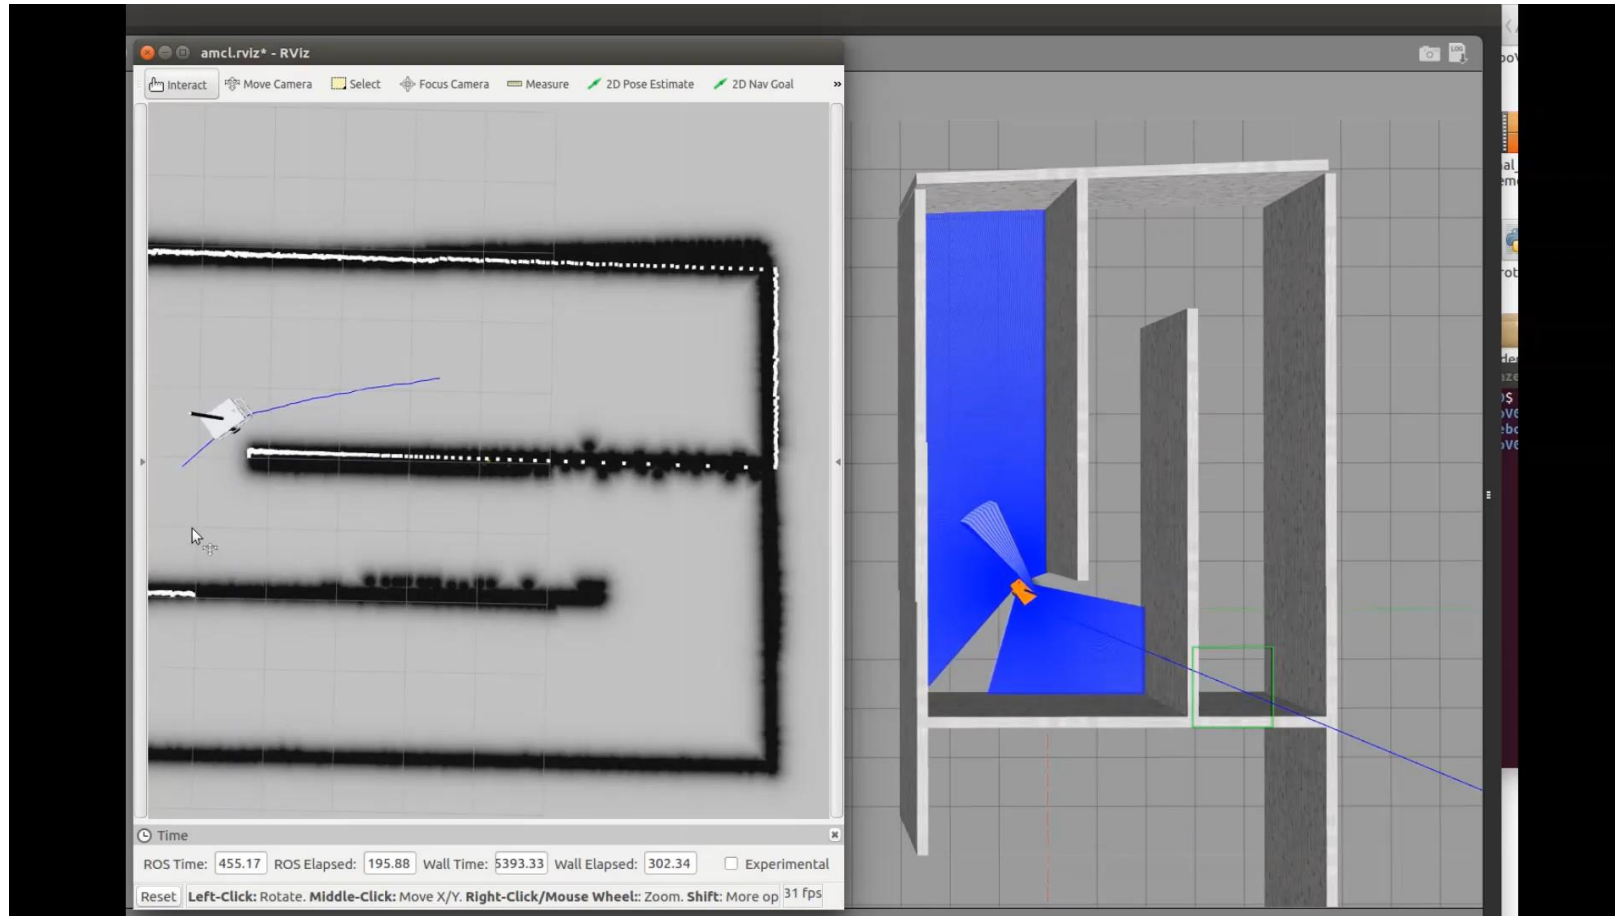 amcl.rviz* - RViz
Interact Move Camera Select Focus Camera Measure 2D Pose Estimate 2D Nav Goal »
LOG
Time
ROS Time: 455.17 ROS Elapsed: 195.88 Wall Time: 5393.33 Wall Elapsed: 302.34 Experimental
Reset Left-Click: Rotate. Middle-Click: Move X/Y. Right-Click/Mouse Wheel:: Zoom. Shift: More op 31 fps